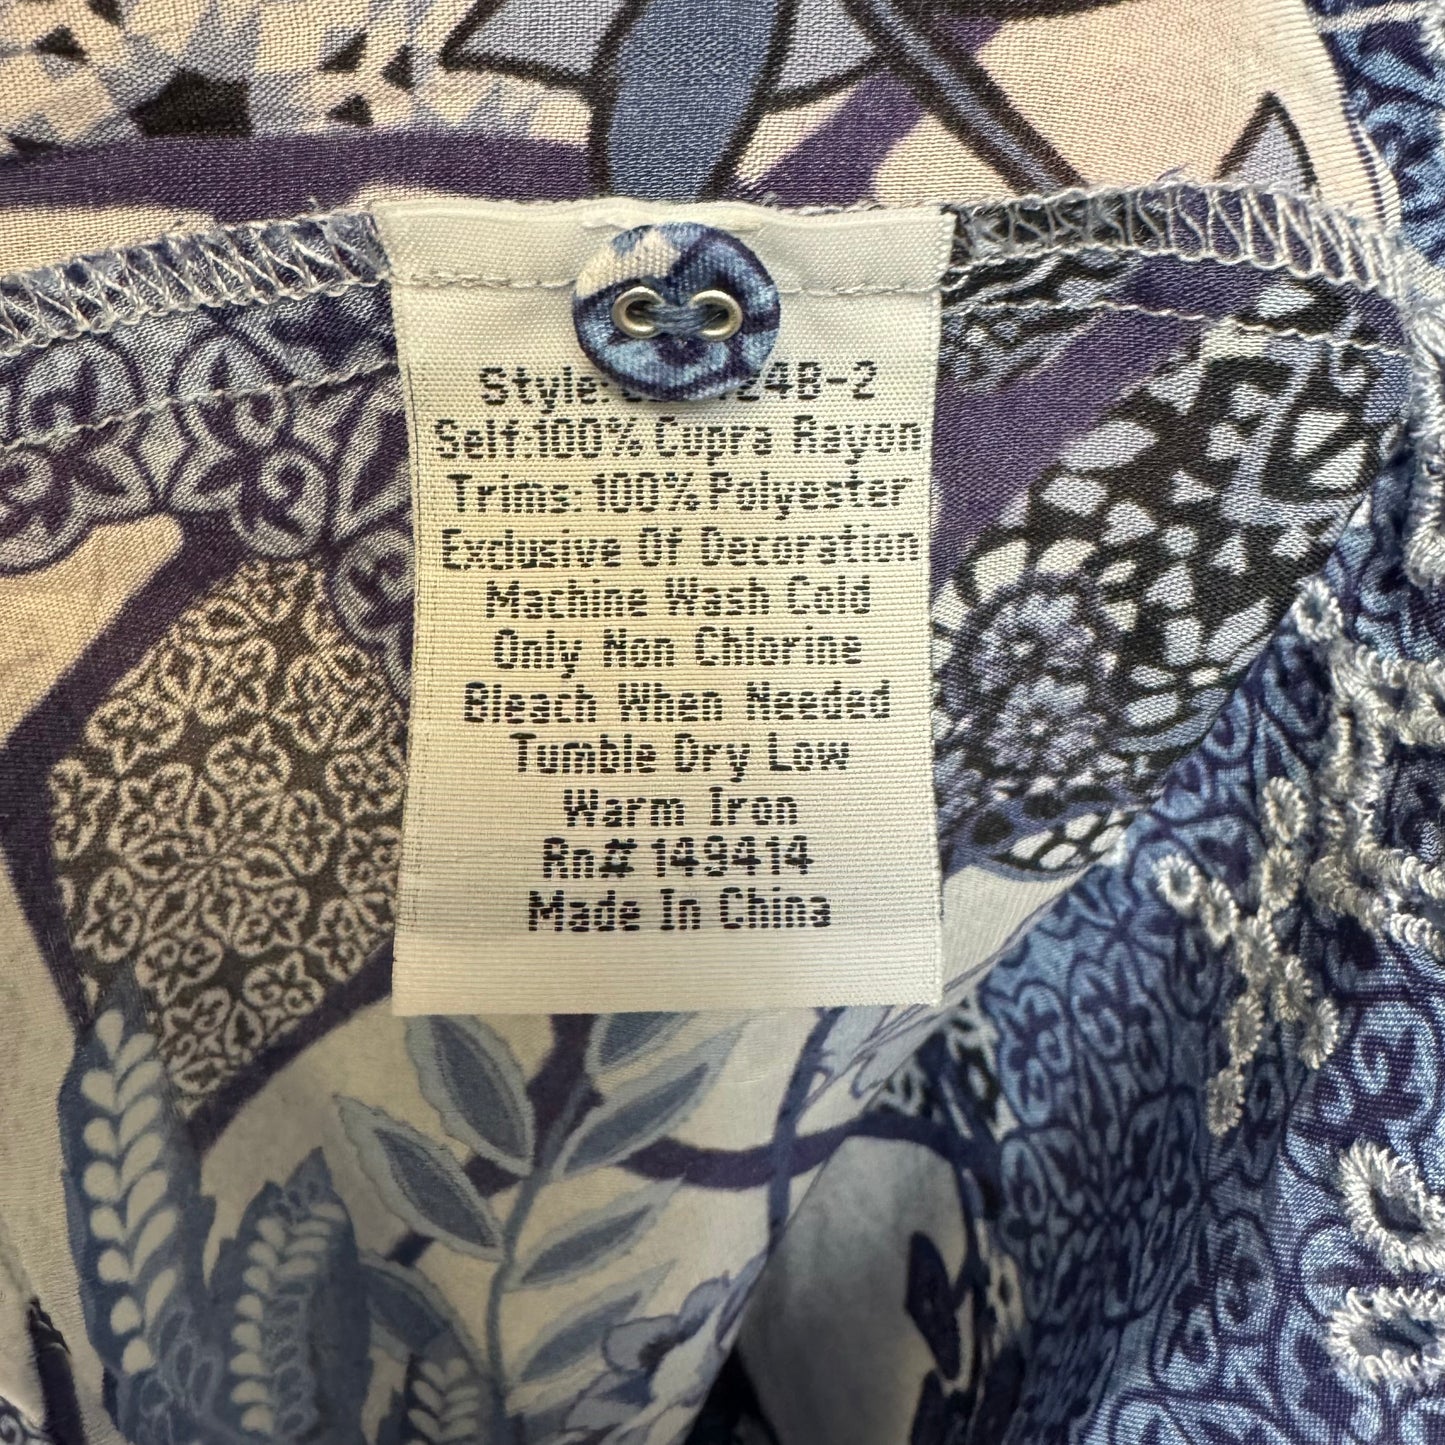 Style:
Self:100% Cupra Rayon
Trims:100% Polyester
Exclusive Of Decoration
Machine Wash Cold
Only Non Chlorine
Bleach When Needed
Tumble Dry Low
Warm Iron
Rn# 149414
Made In China